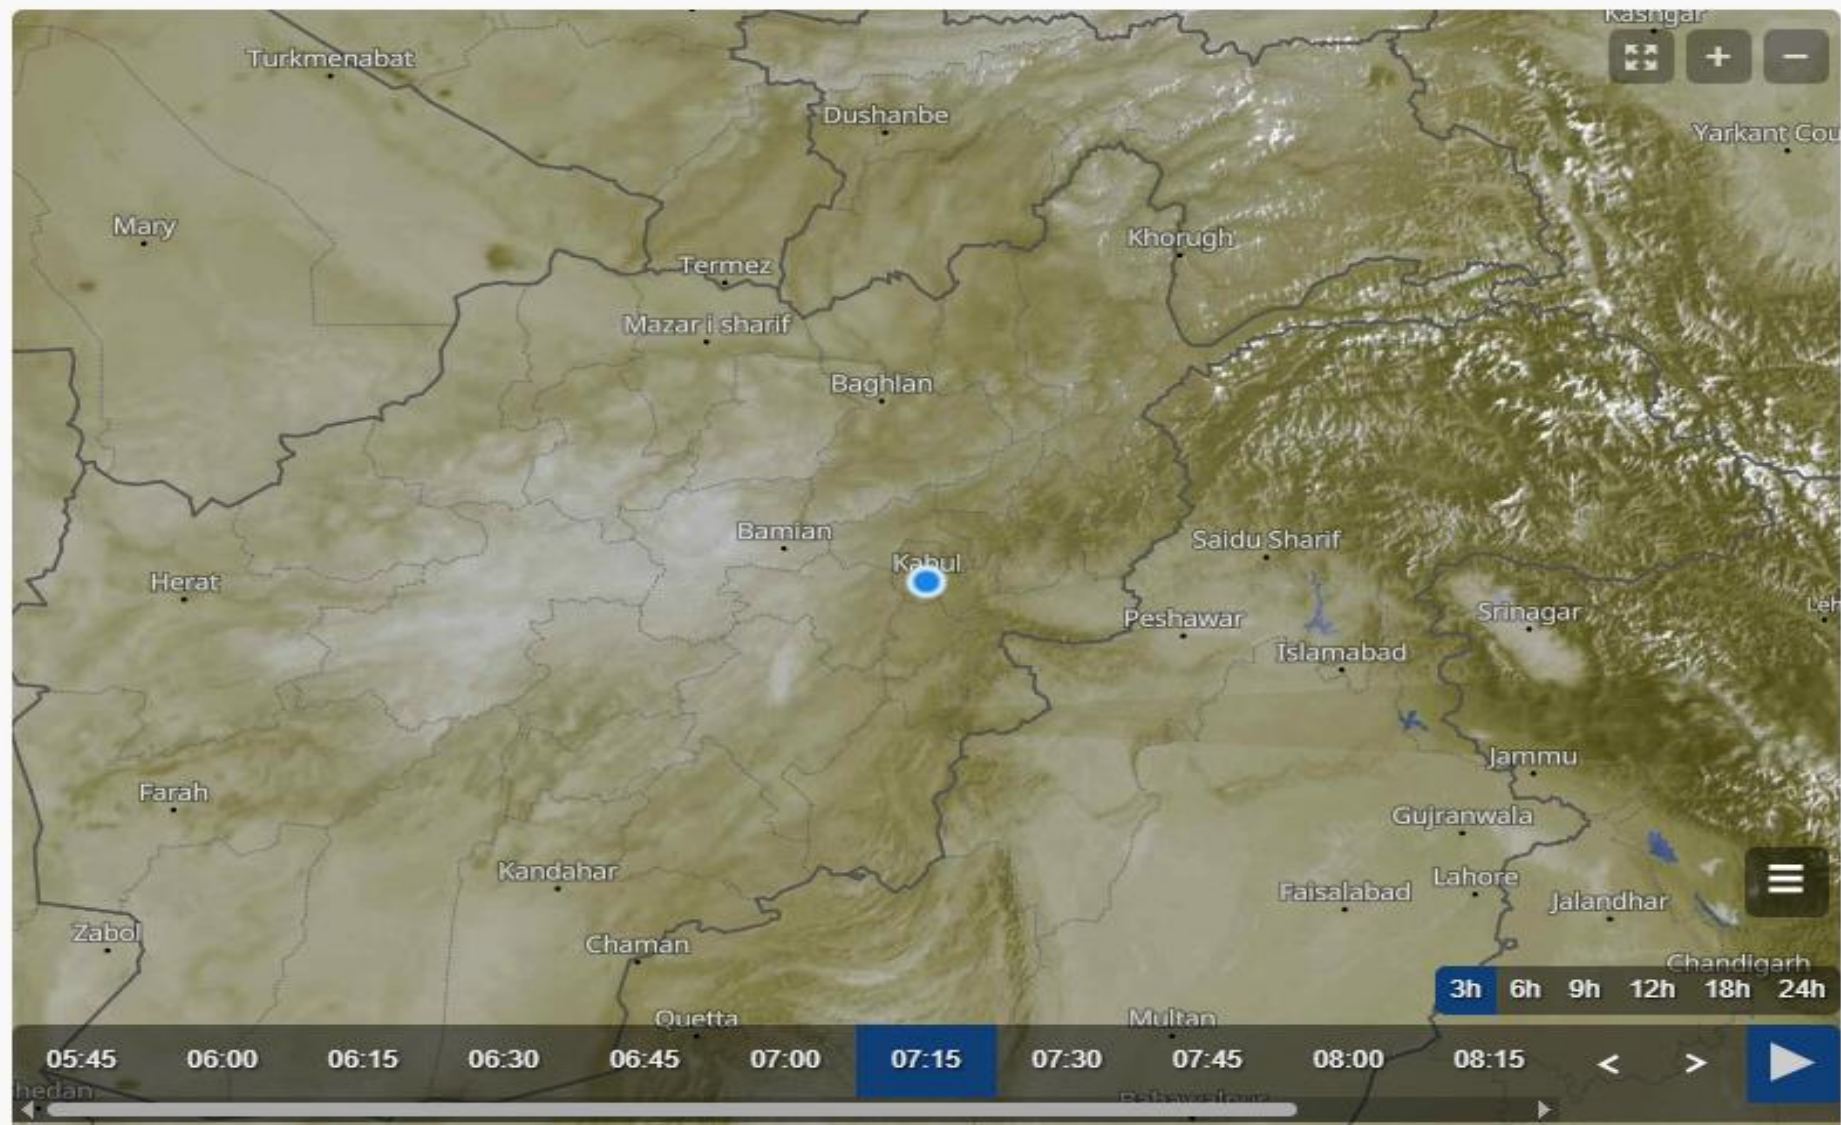 Kashgar
Turkmenabat
+
−
Dushanbe
Yarkant Cou
Mary
Khorugh
Termez
Mazar i sharif
Baghlan
Bamian
Saidu Sharif
Kabul
Herat
Srinagar
Leh
Peshawar
Islamabad
Jammu
Farah
Gujranwala
Kandahar
Lahore
Faisalabad
Jalandhar
Zabol
Chaman
Chandigarh
3h 6h 9h 12h 18h 24h
Quetta
Multan
05:45 06:00 06:15 06:30 06:45 07:00 07:15 07:30 07:45 08:00 08:15 < >
hedan
Bahawalpur